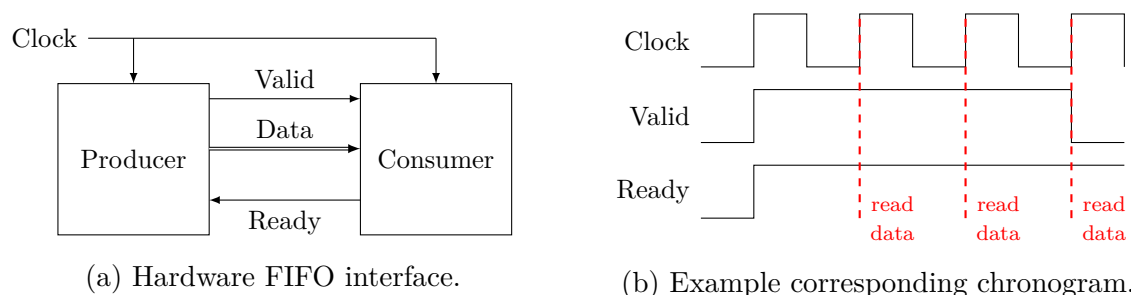 Clock
Valid
Data
Producer
Consumer
Ready
(a) Hardware FIFO interface.
Clock
Valid
Ready
read
data
read
data
read
data
(b) Example corresponding chronogram.